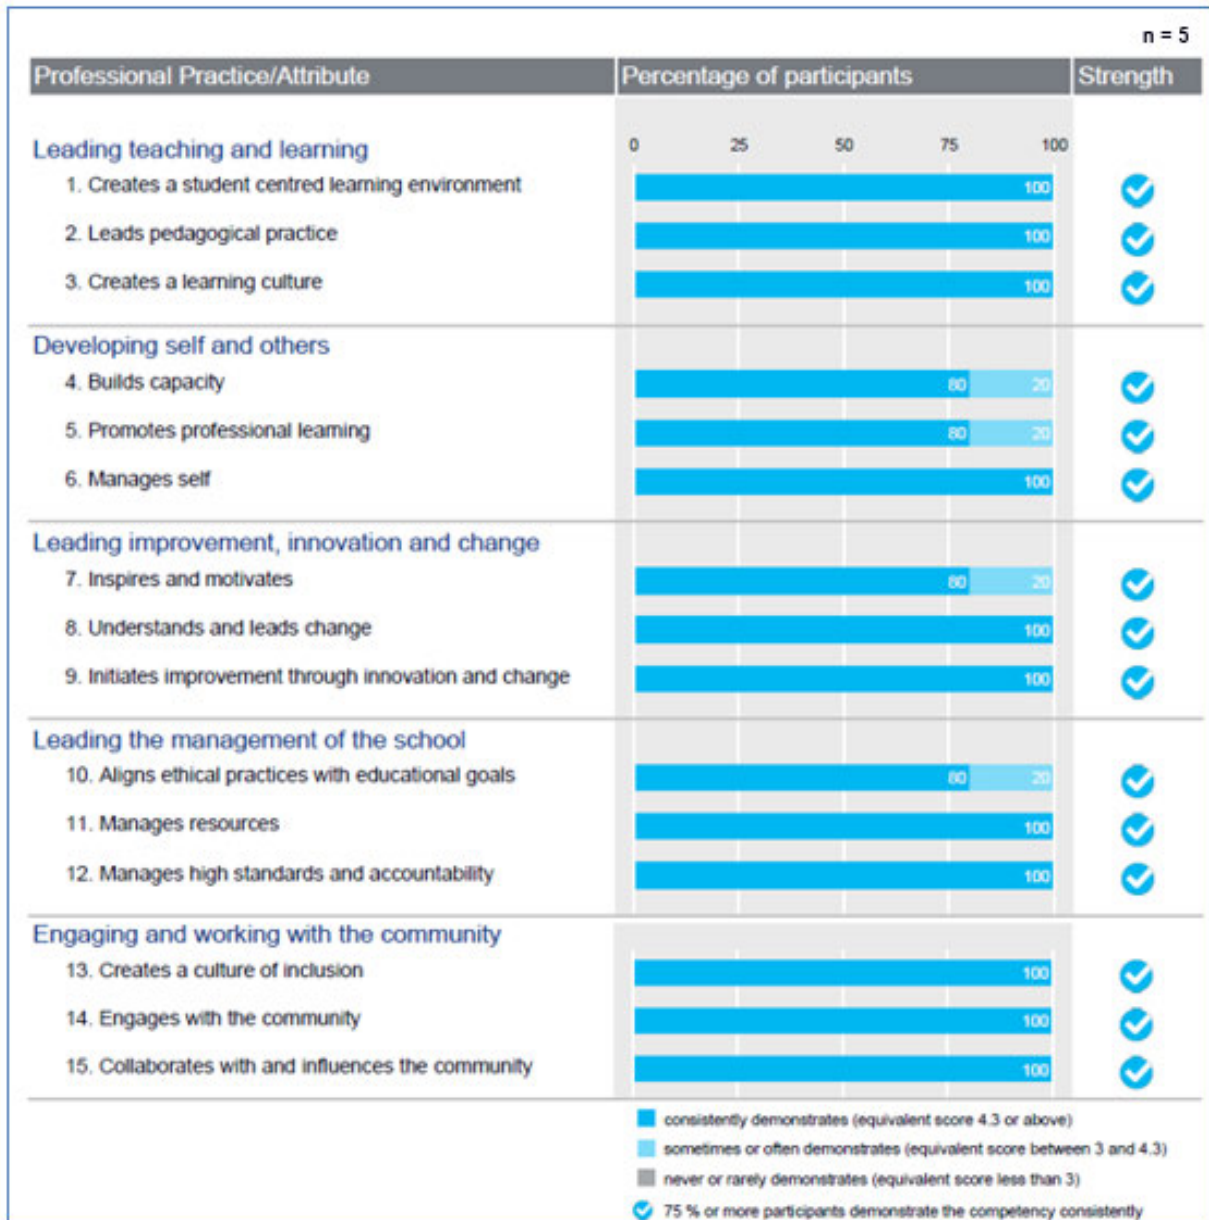 n = 5
Professional Practice/Attribute Percentage of participants Strength
0 25 50 75 100
Leading teaching and learning
1. Creates a student centred learning environment 100
2. Leads pedagogical practice 100
3. Creates a learning culture 100
Developing self and others
4. Builds capacity 80 20
5. Promotes professional learning 80 20
6. Manages self 100
Leading improvement, innovation and change
7. Inspires and motivates 80 20
8. Understands and leads change 100
9. Initiates improvement through innovation and change 100
Leading the management of the school
10. Aligns ethical practices with educational goals 80 20
11. Manages resources 100
12. Manages high standards and accountability 100
Engaging and working with the community
13. Creates a culture of inclusion 100
14. Engages with the community 100
15. Collaborates with and influences the community 100
consistently demonstrates (equivalent score 4.3 or above)
sometimes or often demonstrates (equivalent score between 3 and 4.3)
never or rarely demonstrates (equivalent score less than 3)
75 % or more participants demonstrate the competency consistently